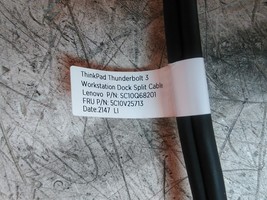 ThinkPad Thunderbolt 3
Workstation Dock Split Cable
Lenovo P/N: SC10Q68201
FRU P/N: 5C10V25713
Date:2147 LI